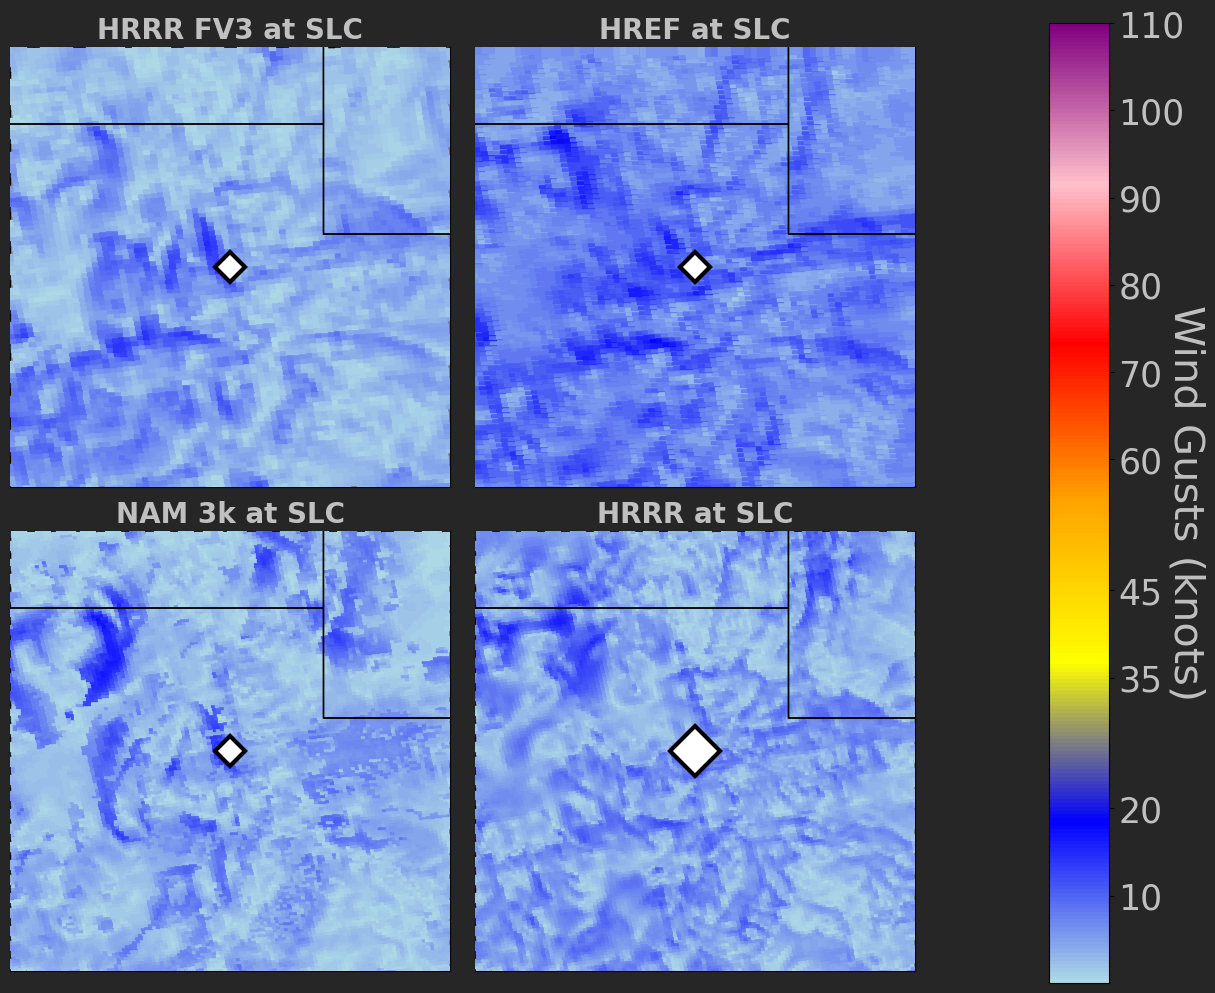 HRRR FV3 at SLC
HREF at SLC
NAM 3k at SLC
HRRR at SLC
110
100
90
80
70
60
45
35
20
10
Wind Gusts (knots)